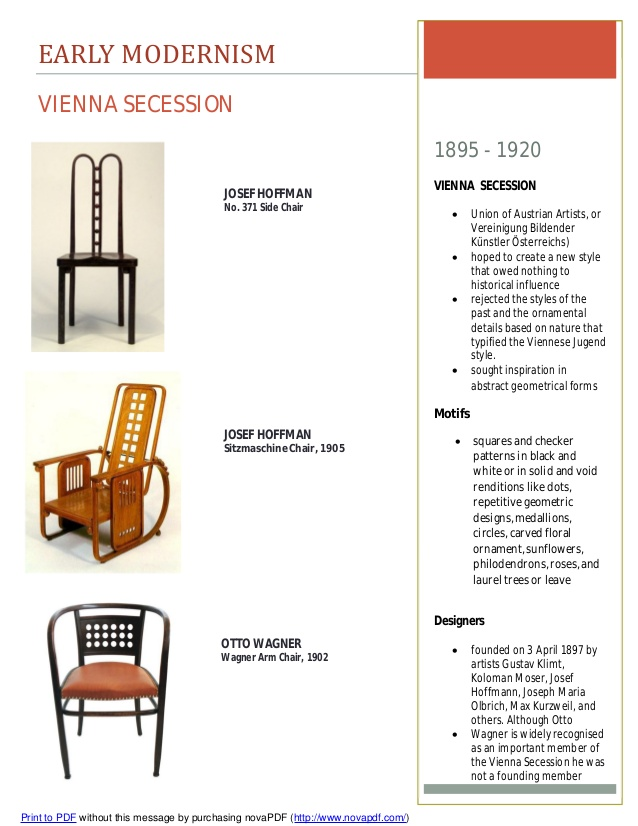 EARLY MODERNISM
VIENNA SECESSION
JOSEF HOFFMAN
No. 371 Side Chair
JOSEF HOFFMAN
Sitzmaschine Chair, 1905
OTTO WAGNER
Wagner Arm Chair, 1902
1895 - 1920
VIENNA SECESSION
• Union of Austrian Artists, or
Vereinigung Bildender
Künstler Österreichs)
• hoped to create a new style
that owed nothing to
historical influence
• rejected the styles of the
past and the ornamental
details based on nature that
typified the Viennese Jugend
style.
• sought inspiration in
abstract geometrical forms
Motifs
• squares and checker
patterns in black and
white or in solid and void
renditions like dots,
repetitive geometric
designs, medallions,
circles, carved floral
ornament, sunflowers,
philodendrons, roses, and
laurel trees or leave
Designers
• founded on 3 April 1897 by
artists Gustav Klimt,
Koloman Moser, Josef
Hoffmann, Joseph Maria
Olbrich, Max Kurzweil, and
others. Although Otto
• Wagner is widely recognised
as an important member of
the Vienna Secession he was
not a founding member
Print to PDF without this message by purchasing novaPDF (http://www.novapdf.com/)